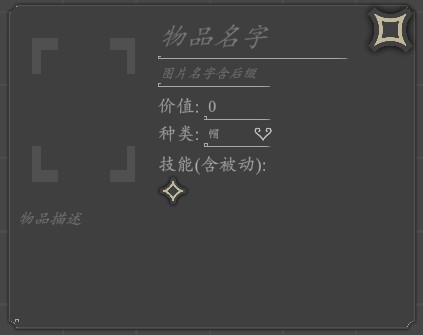 物品名字
图片名字含后缀
价值: 0
种类: 帽
技能(含被动):
物品描述